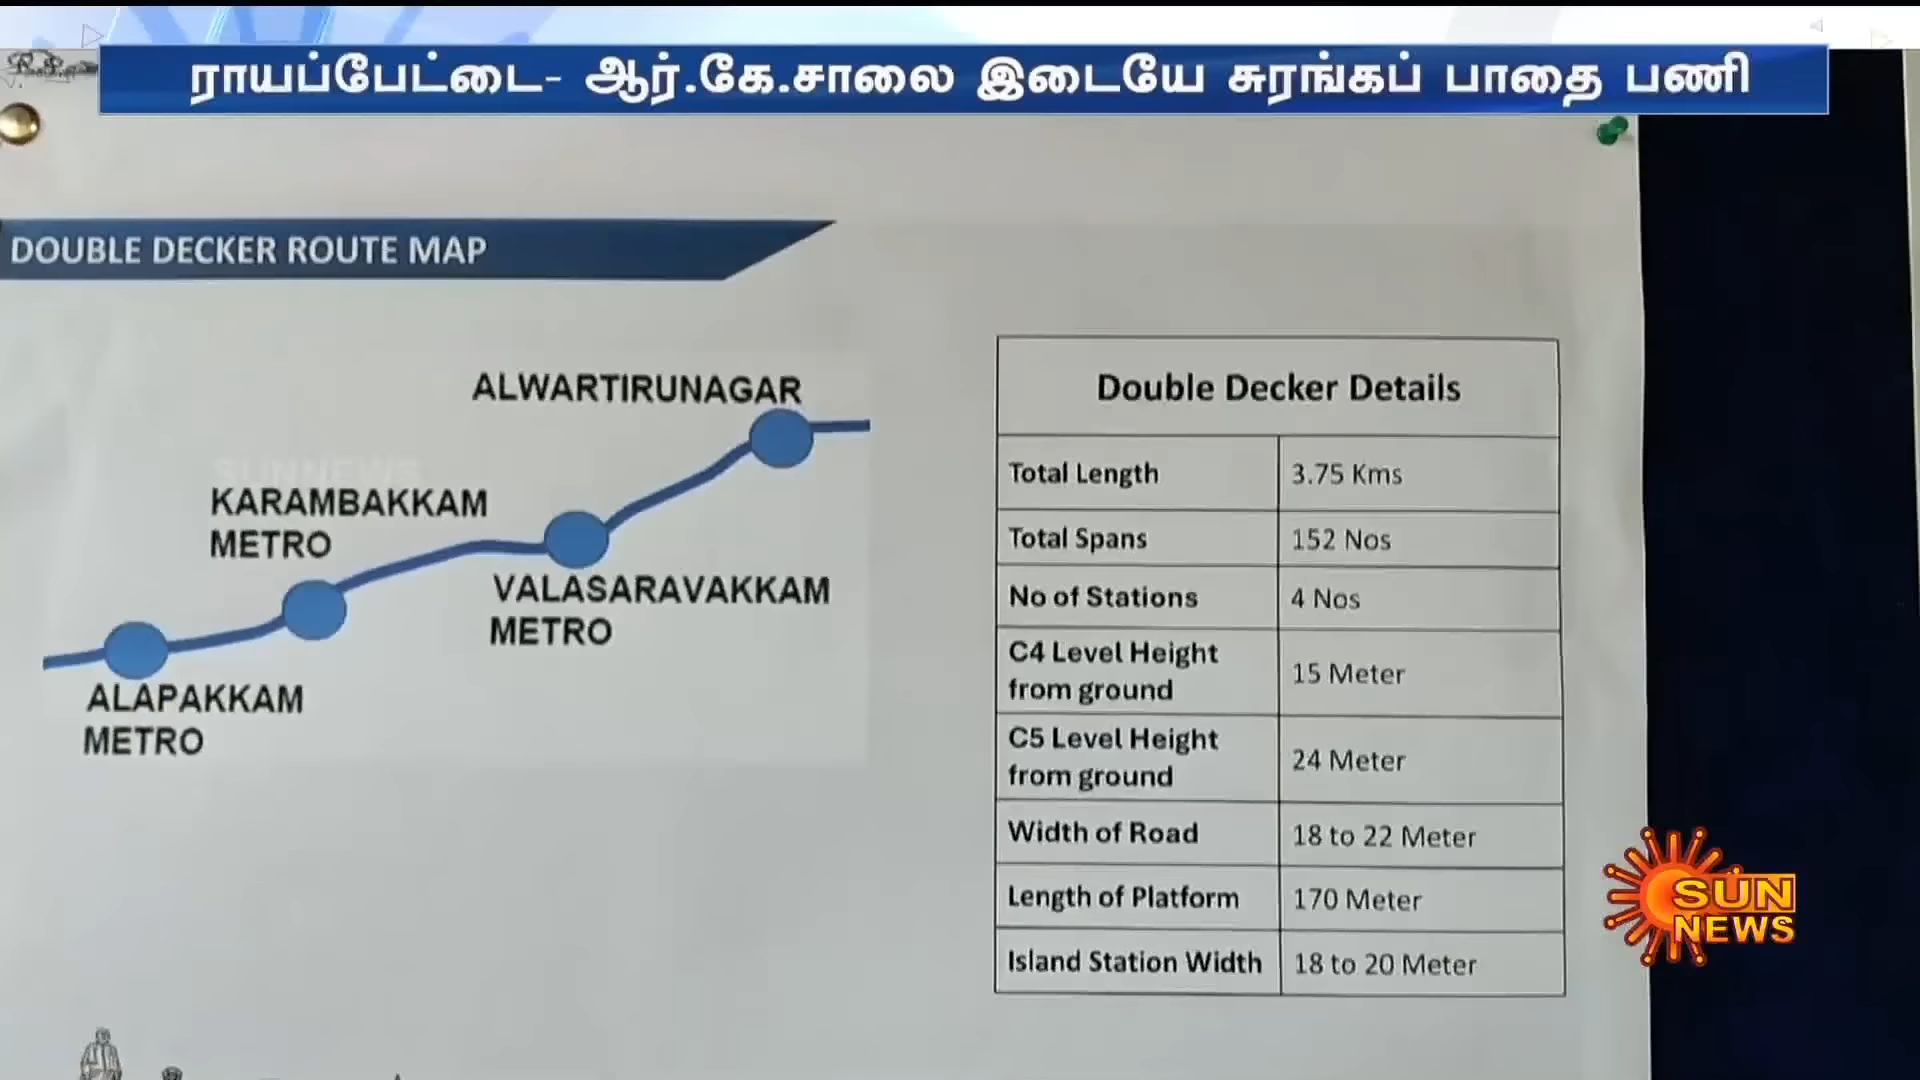 ராயப்பேட்டை- ஆர்.கே.சாலை இடையே சுரங்கப் பாதை பணி
DOUBLE DECKER ROUTE MAP
ALWARTIRUNAGAR
SUNNEWS
KARAMBAKKAM
METRO
VALASARAVAKKAM
METRO
ALAPAKKAM
METRO
Double Decker Details
Total Length 3.75 Kms
Total Spans 152 Nos
No of Stations 4 Nos
C4 Level Height
from ground 15 Meter
C5 Level Height
from ground 24 Meter
Width of Road 18 to 22 Meter
Length of Platform 170 Meter
Island Station Width 18 to 20 Meter
SUN
NEWS